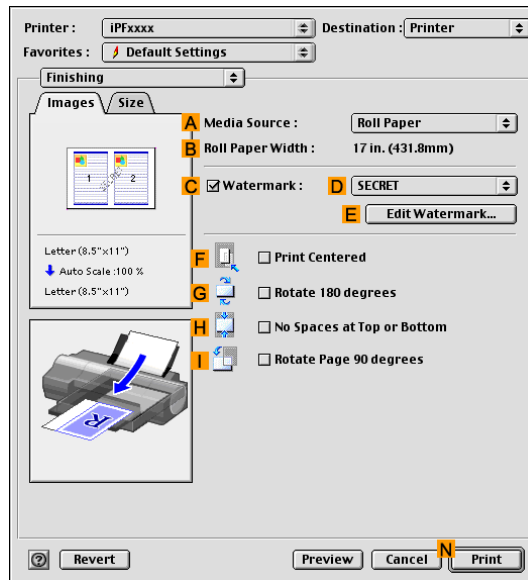 Printer : iPFxxxx Destination : Printer
Favorites : Default Settings
Finishing
Images Size
A Media Source : Roll Paper
B Roll Paper Width : 17 in. (431.8mm)
C Watermark : D SECRET
E Edit Watermark...
1 2
SECRET
Letter (8.5"x11")
Auto Scale :100 %
Letter (8.5"x11")
F Print Centered
G Rotate 180 degrees
H No Spaces at Top or Bottom
I Rotate Page 90 degrees
R
N
? Revert Preview Cancel Print